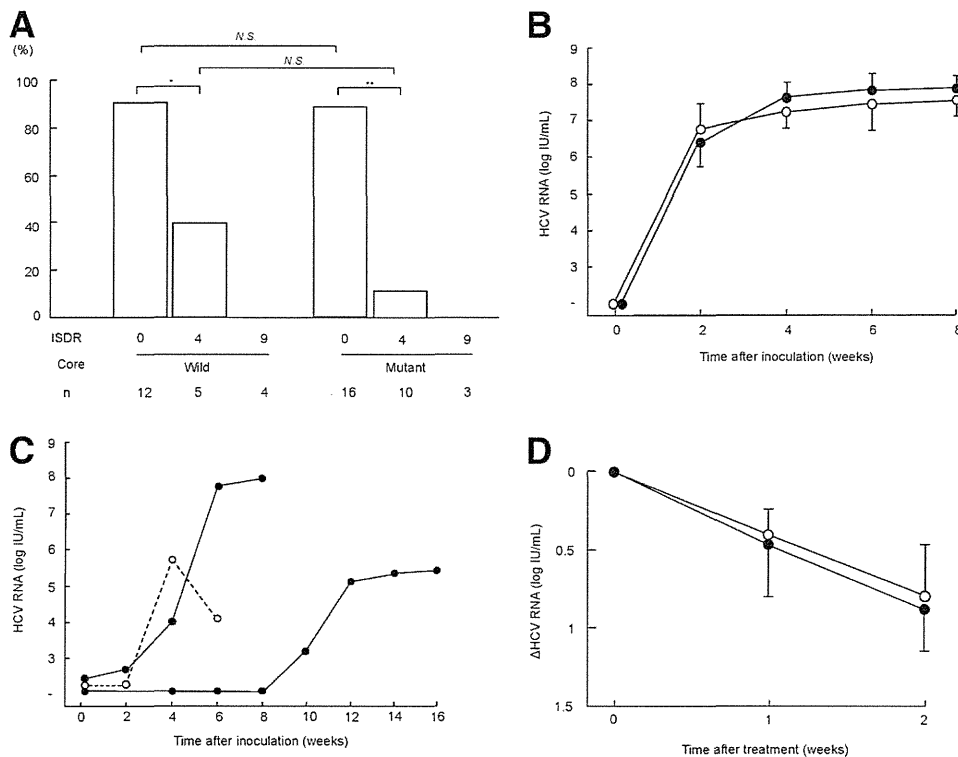 A
(%)
N.S.
N.S.
*
**
100
80
60
40
20
0
ISDR 0 4 9 0 4 9
Core Wild Mutant
n 12 5 4 16 10 3
B
HCV RNA (log IU/mL)
9
8
7
6
5
3
-
0 2 4 6 8
Time after inoculation (weeks)
C
HCV RNA (log IU/mL)
9
8
7
6
5
3
-
0 2 4 6 8 10 12 14 16
Time after inoculation (weeks)
D
ΔHCV RNA (log IU/mL)
0
0.5
1
1.5
0 1 2
Time after treatment (weeks)